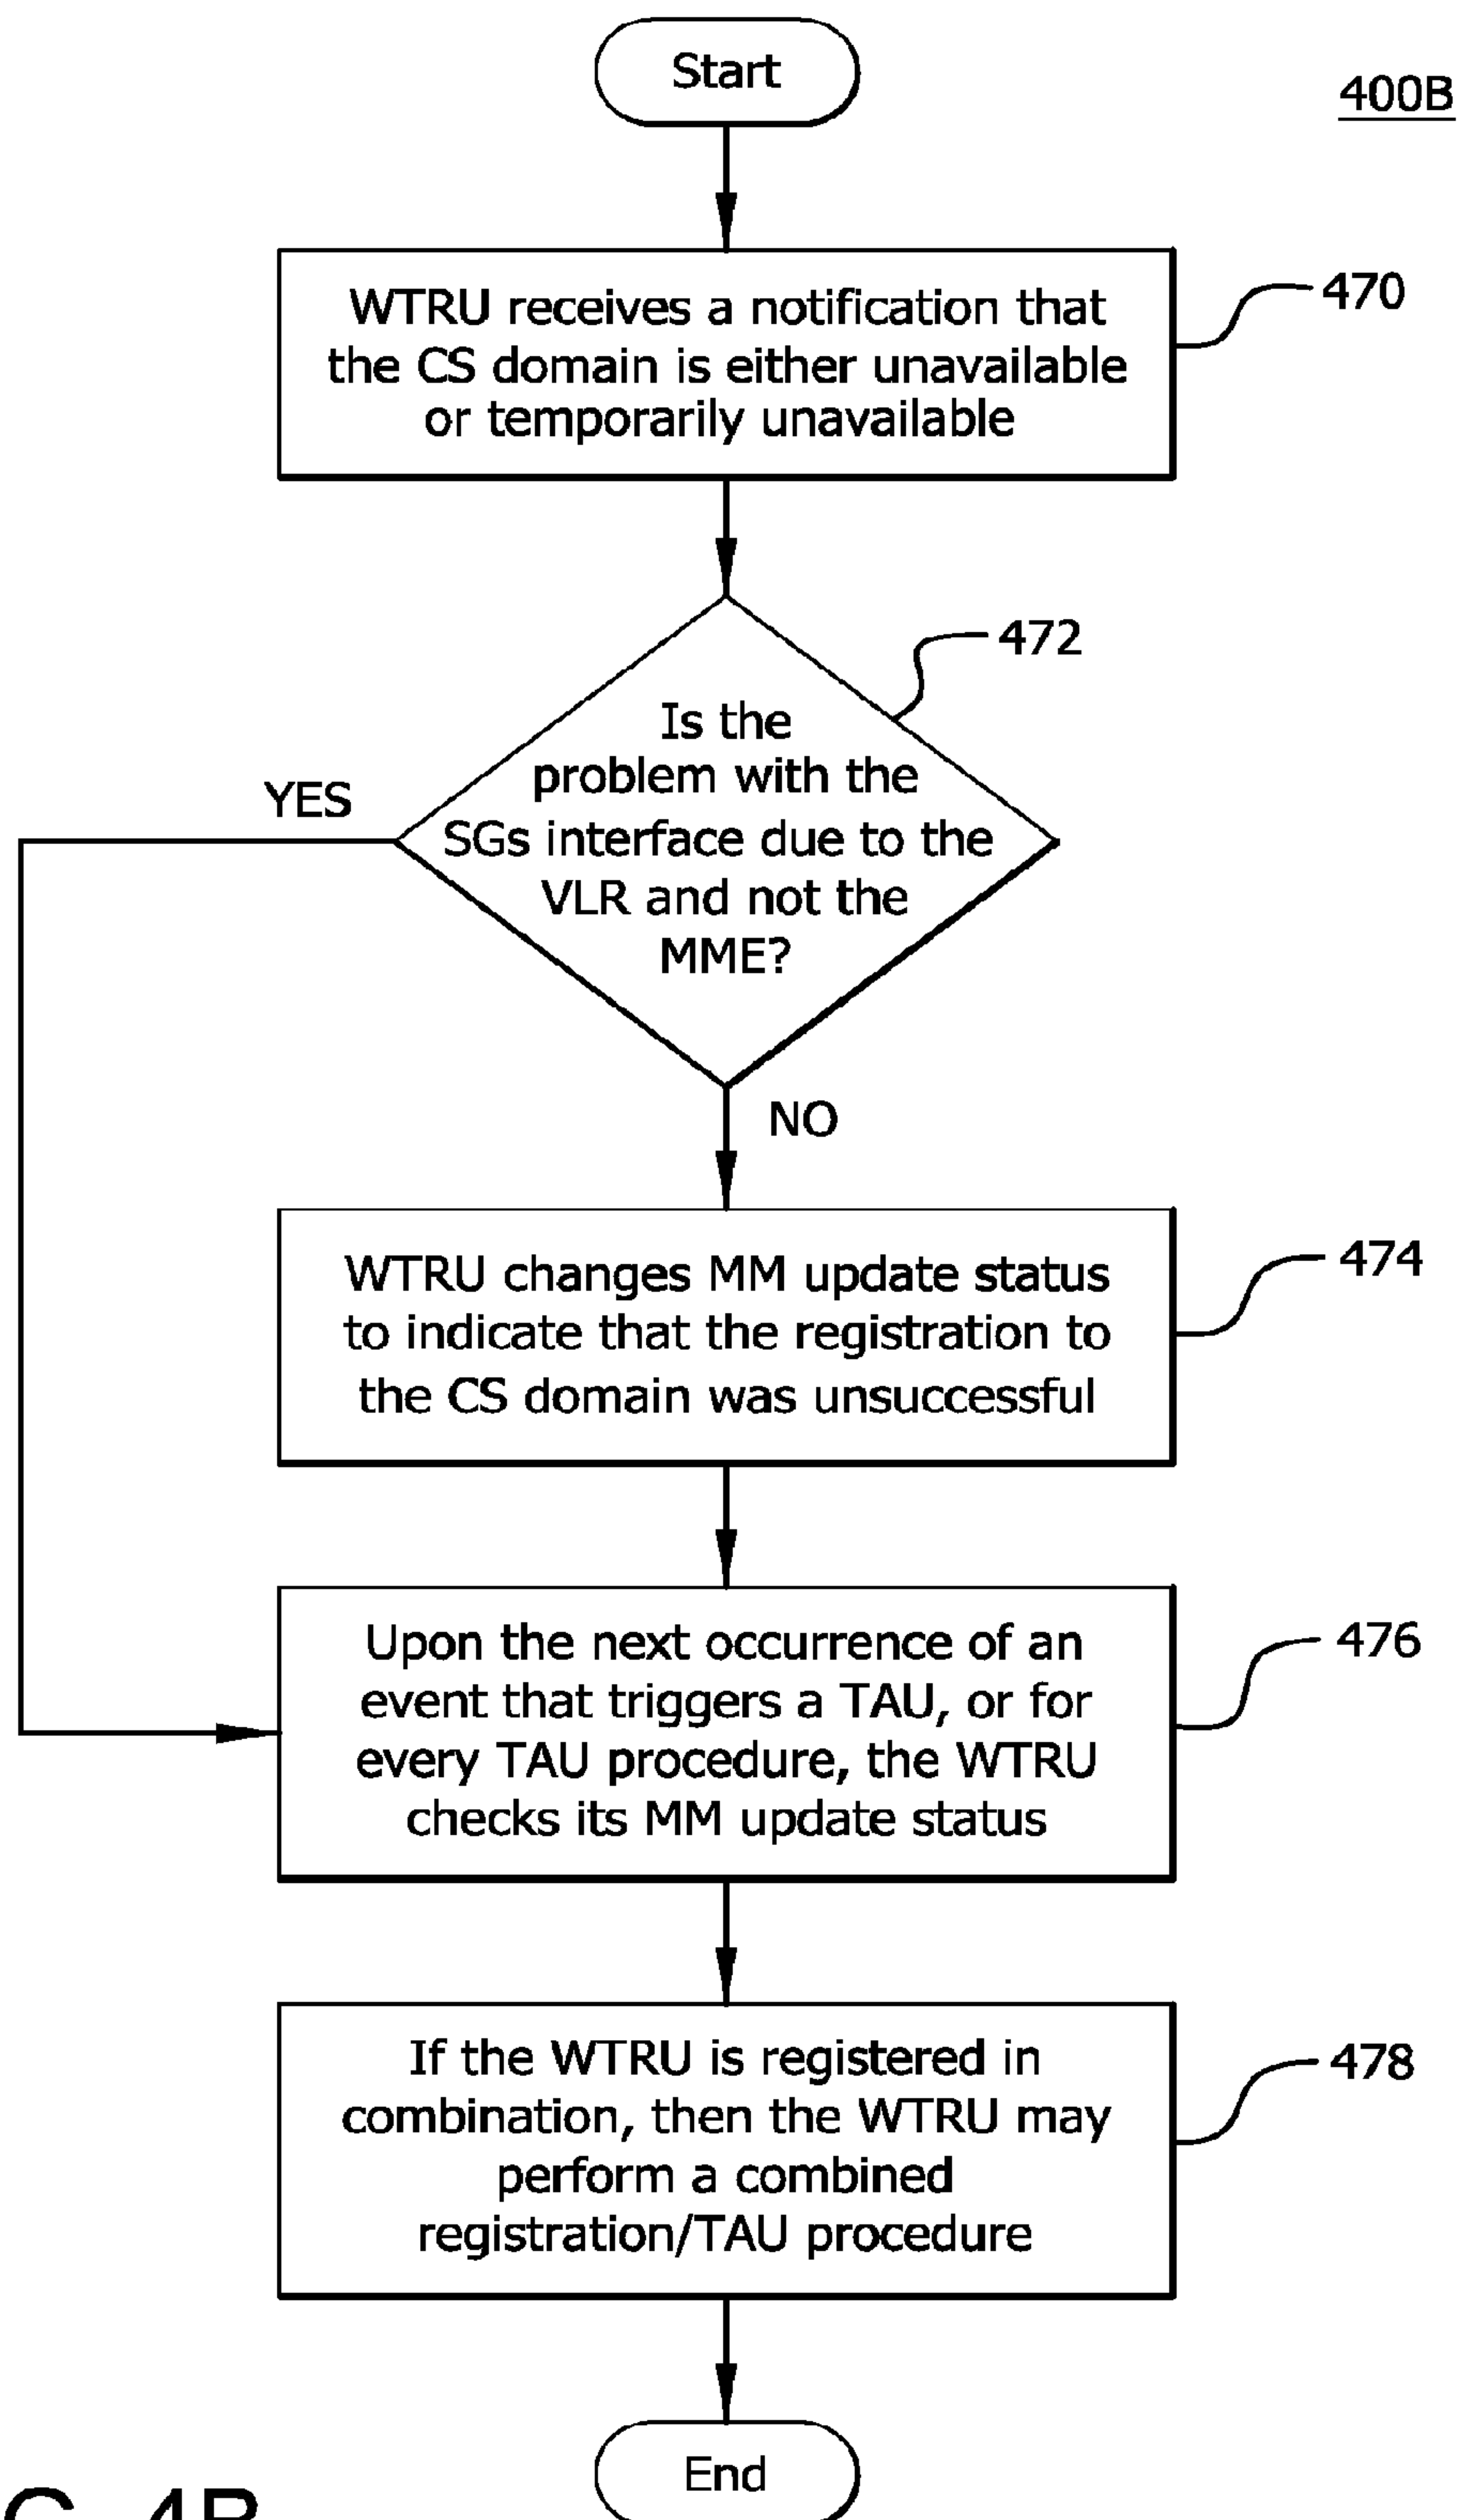 Start
400B
WTRU receives a notification that
the CS domain is either unavailable
or temporarily unavailable
470
472
Is the
problem with the
SGs interface due to the
VLR and not the
MME?
YES
NO
WTRU changes MM update status
to indicate that the registration to
the CS domain was unsuccessful
474
Upon the next occurrence of an
event that triggers a TAU, or for
every TAU procedure, the WTRU
checks its MM update status
476
If the WTRU is registered in
combination, then the WTRU may
perform a combined
registration/TAU procedure
478
End